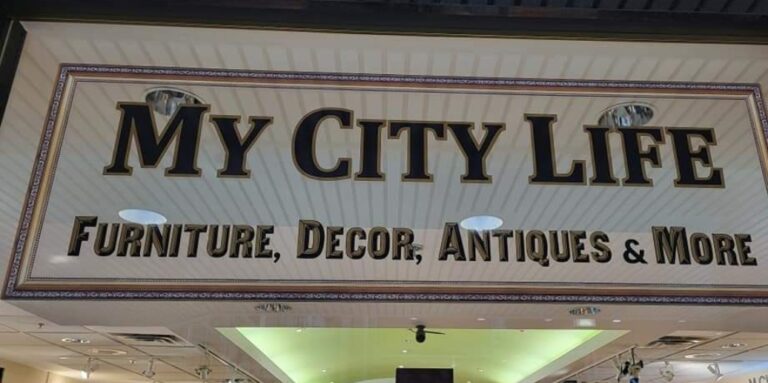 My City Life
Furniture, Decor, Antiques & More